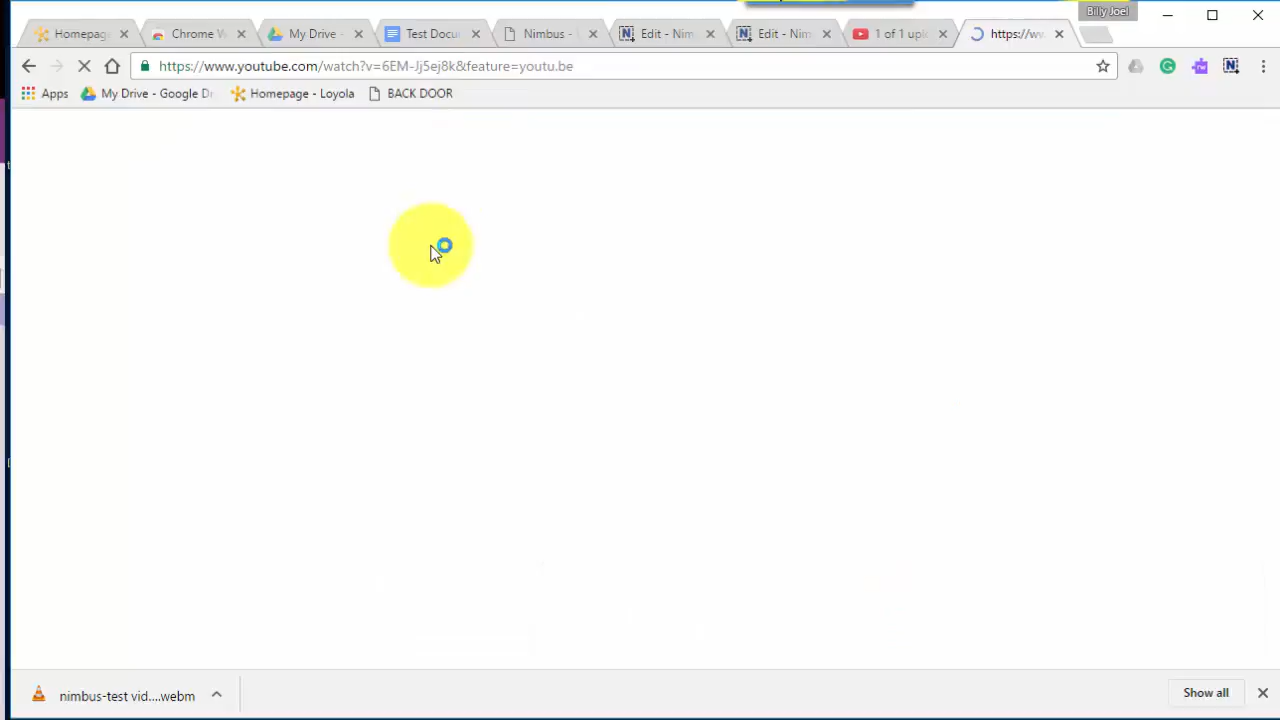 Billy Joel
Homepag
Chrome W
My Drive -
Test Docu
Nimbus -
Edit - Nim
Edit - Nim
1 of 1 upl
https://ww
https://www.youtube.com/watch?v=6EM-Jj5ej8k&feature=youtu.be
Apps
My Drive - Google Dr
Homepage - Loyola
BACK DOOR
nimbus-test vid....webm
Show all